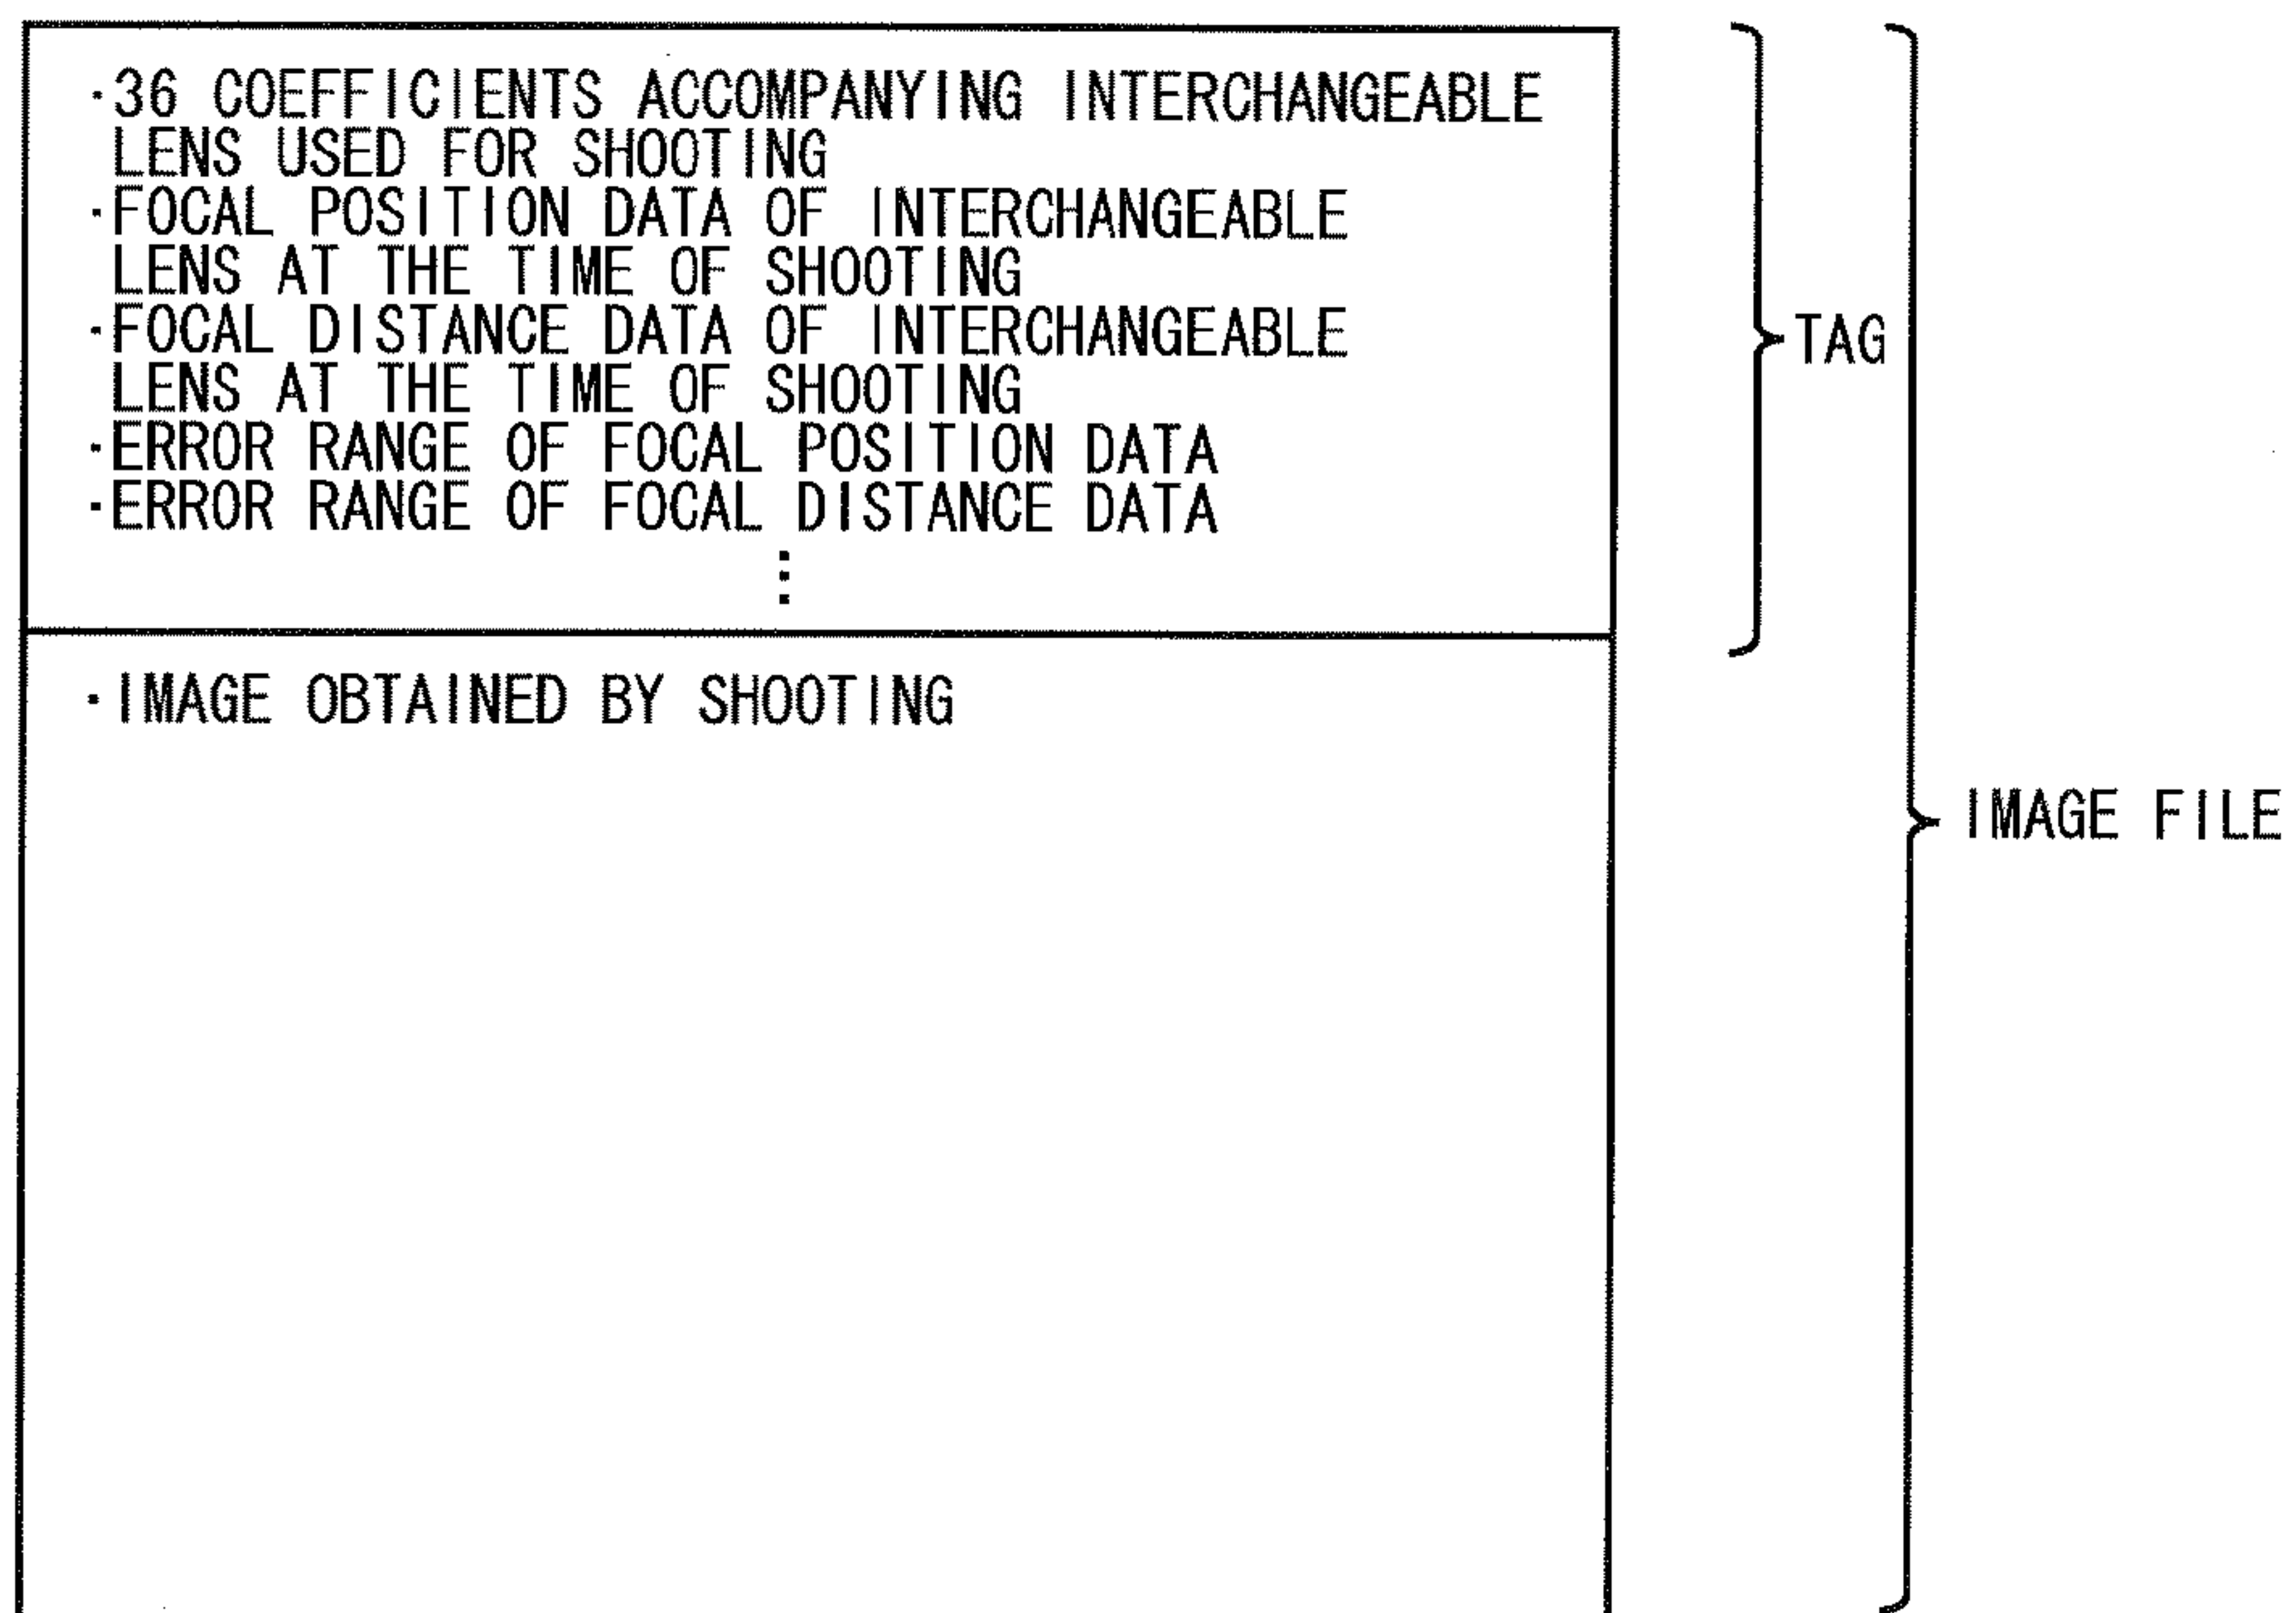 ·36 COEFFICIENTS ACCOMPANYING INTERCHANGEABLE
LENS USED FOR SHOOTING
·FOCAL POSITION DATA OF INTERCHANGEABLE
LENS AT THE TIME OF SHOOTING
·FOCAL DISTANCE DATA OF INTERCHANGEABLE
LENS AT THE TIME OF SHOOTING
·ERROR RANGE OF FOCAL POSITION DATA
·ERROR RANGE OF FOCAL DISTANCE DATA
⋮
TAG
·IMAGE OBTAINED BY SHOOTING
IMAGE FILE